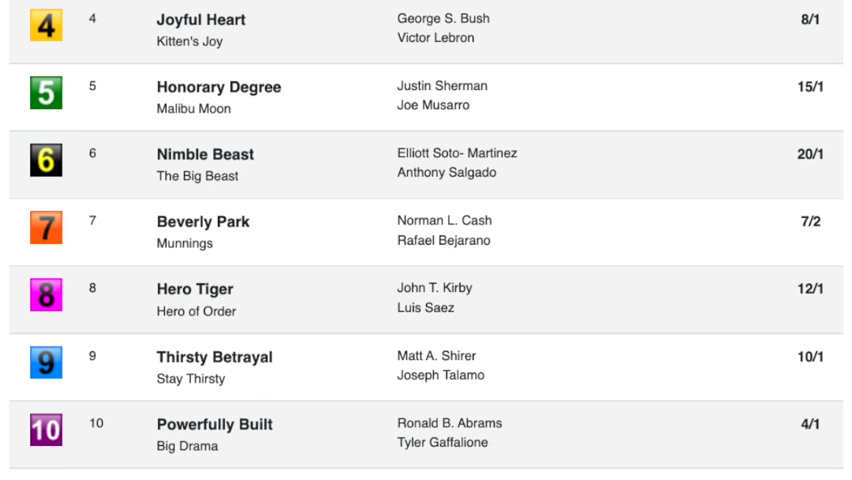 4 4 Joyful Heart George S. Bush 8/1
Kitten's Joy Victor Lebron
5 5 Honorary Degree Justin Sherman 15/1
Malibu Moon Joe Musarro
6 6 Nimble Beast Elliott Soto- Martinez 20/1
The Big Beast Anthony Salgado
7 7 Beverly Park Norman L. Cash 7/2
Munnings Rafael Bejarano
8 8 Hero Tiger John T. Kirby 12/1
Hero of Order Luis Saez
9 9 Thirsty Betrayal Matt A. Shirer 10/1
Stay Thirsty Joseph Talamo
10 10 Powerfully Built Ronald B. Abrams 4/1
Big Drama Tyler Gaffalione